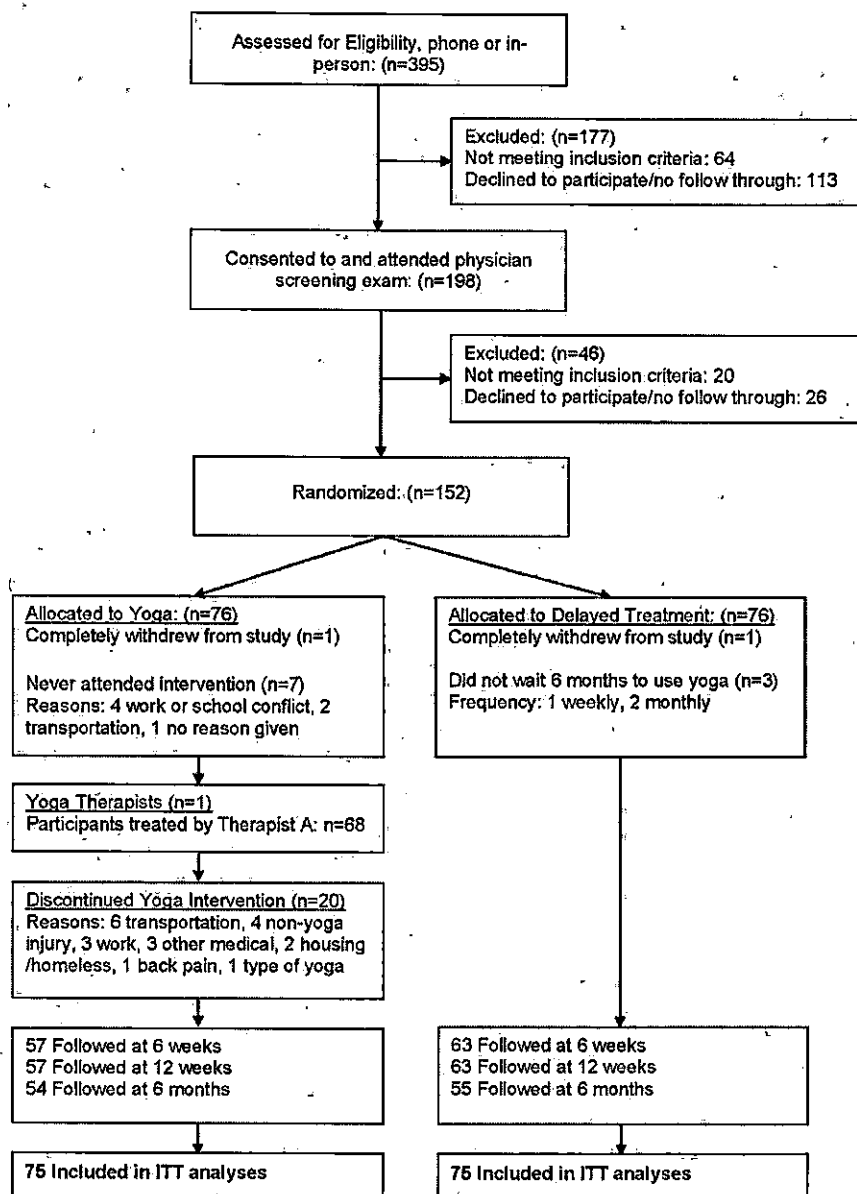 Assessed for Eligibility, phone or in-
person: (n=395)
Excluded: (n=177)
Not meeting inclusion criteria: 64
Declined to participate/no follow through: 113
Consented to and attended physician
screening exam: (n=198)
Excluded: (n=46)
Not meeting inclusion criteria: 20
Declined to participate/no follow through: 26
Randomized: (n=152)
Allocated to Yoga: (n=76)
Completely withdrew from study (n=1)
Never attended intervention (n=7)
Reasons: 4 work or school conflict, 2
transportation, 1 no reason given
Allocated to Delayed Treatment: (n=76)
Completely withdrew from study (n=1)
Did not wait 6 months to use yoga (n=3)
Frequency: 1 weekly, 2 monthly
Yoga Therapists (n=1)
Participants treated by Therapist A: n=68
Discontinued Yoga Intervention (n=20)
Reasons: 6 transportation, 4 non-yoga
injury, 3 work, 3 other medical, 2 housing
/homeless, 1 back pain, 1 type of yoga
57 Followed at 6 weeks
57 Followed at 12 weeks
54 Followed at 6 months
63 Followed at 6 weeks
63 Followed at 12 weeks
55 Followed at 6 months
75 Included in ITT analyses
75 Included in ITT analyses